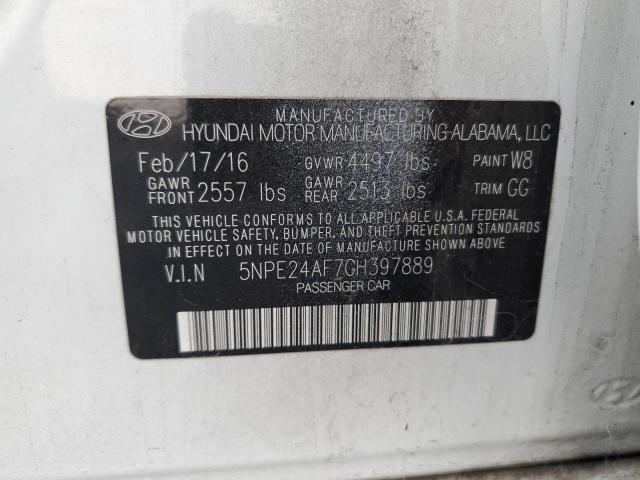 MANUFACTURED BY
HYUNDAI MOTOR MANUFACTURING ALABAMA, LLC
Feb/17/16 GVWR 4497 lbs PAINT W8
GAWR FRONT 2557 lbs GAWR REAR 2513 lbs TRIM GG
THIS VEHICLE CONFORMS TO ALL APPLICABLE U.S.A. FEDERAL
MOTOR VEHICLE SAFETY, BUMPER, AND THEFT PREVENTION STANDARDS
IN EFFECT ON THE DATE OF MANUFACTURE SHOWN ABOVE
V.I.N 5NPE24AF7GH397889
PASSENGER CAR